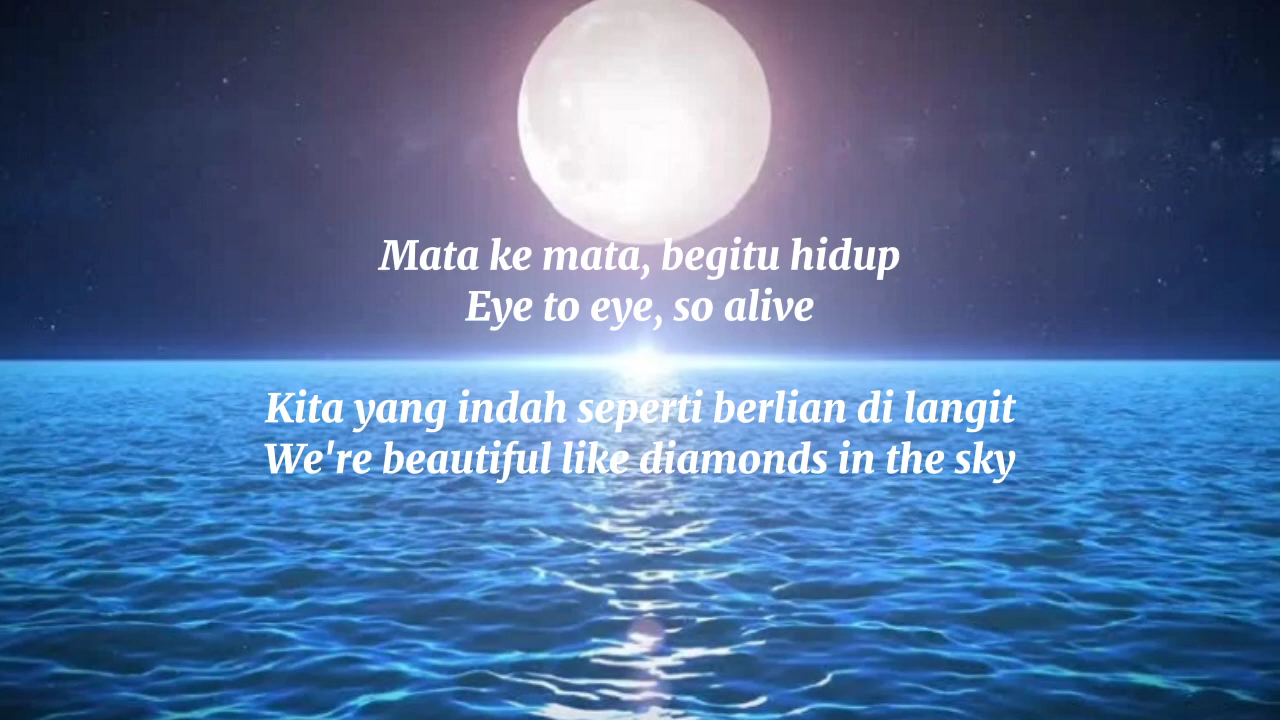 Mata ke mata, begitu hidup
Eye to eye, so alive
Kita yang indah seperti berlian di langit
We're beautiful like diamonds in the sky